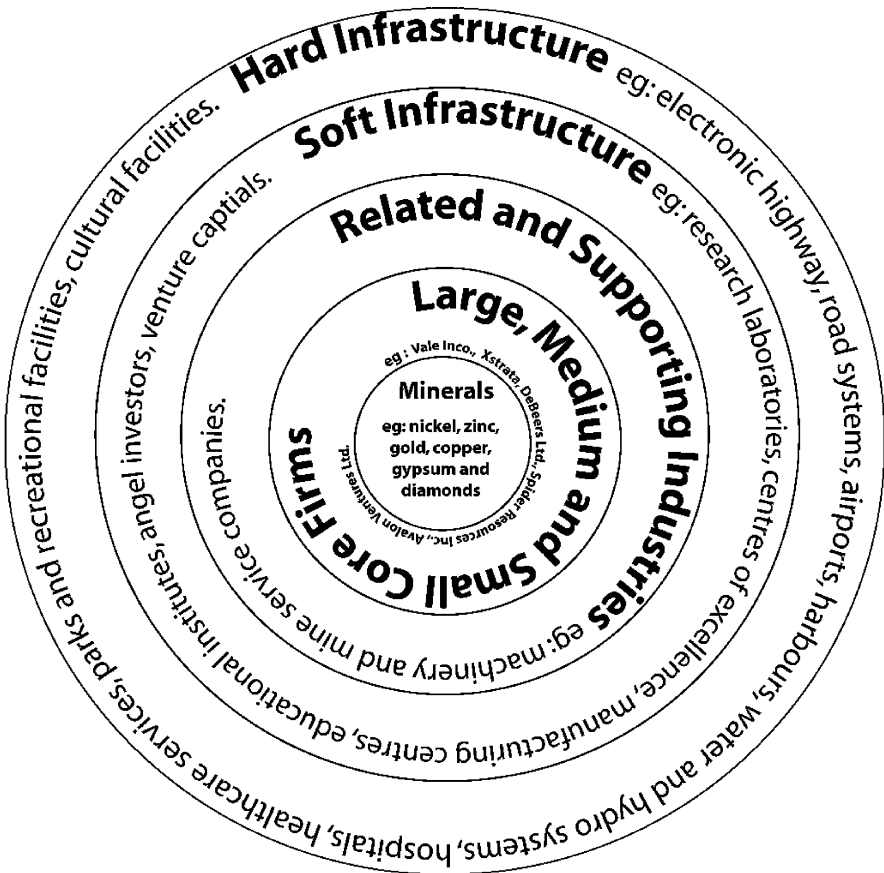 Hard Infrastructure eg: electronic highway, road systems, airports, harbours, water and hydro systems, hospitals, healthcare services, parks and recreational facilities, cultural facilities.
Soft Infrastructure eg: research laboratories, centres of excellence, manufacturing centres, educational institutes, angel investors, venture captials.
Related and Supporting Industries eg: machinery and mine service companies.
Large, Medium and Small Core Firms
eg : Vale Inco., Xstrata, DeBeers Ltd., Spider Resources Inc., Avalon Ventures Ltd.
Minerals
eg: nickel, zinc,
gold, copper,
gypsum and
diamonds